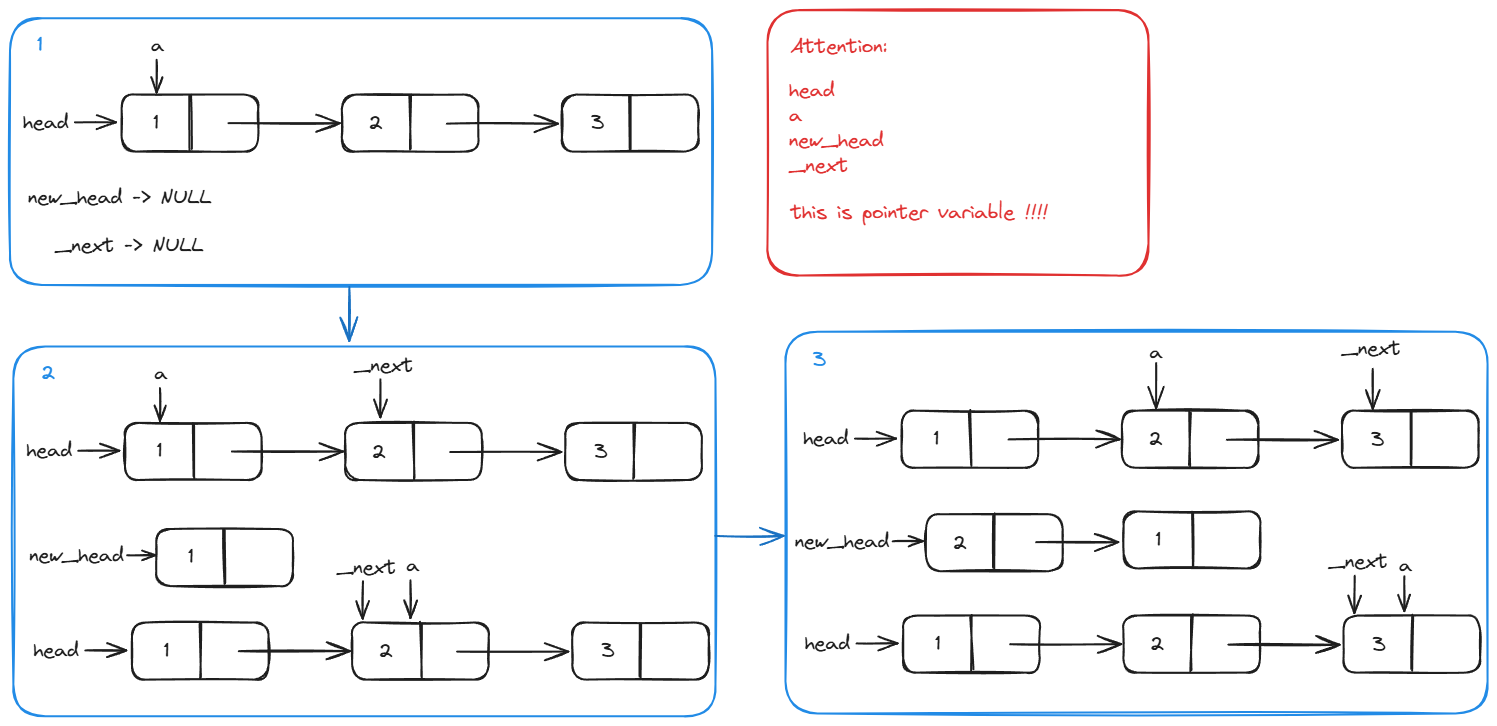 1
a
head
1
2
3
new_head -> NULL
_next -> NULL
Attention:
head
a
new_head
_next
this is pointer variable !!!!
2
a
_next
head
1
2
3
new_head
1
_next a
head
1
2
3
3
a
_next
head
1
2
3
new_head
2
1
_next a
head
1
2
3